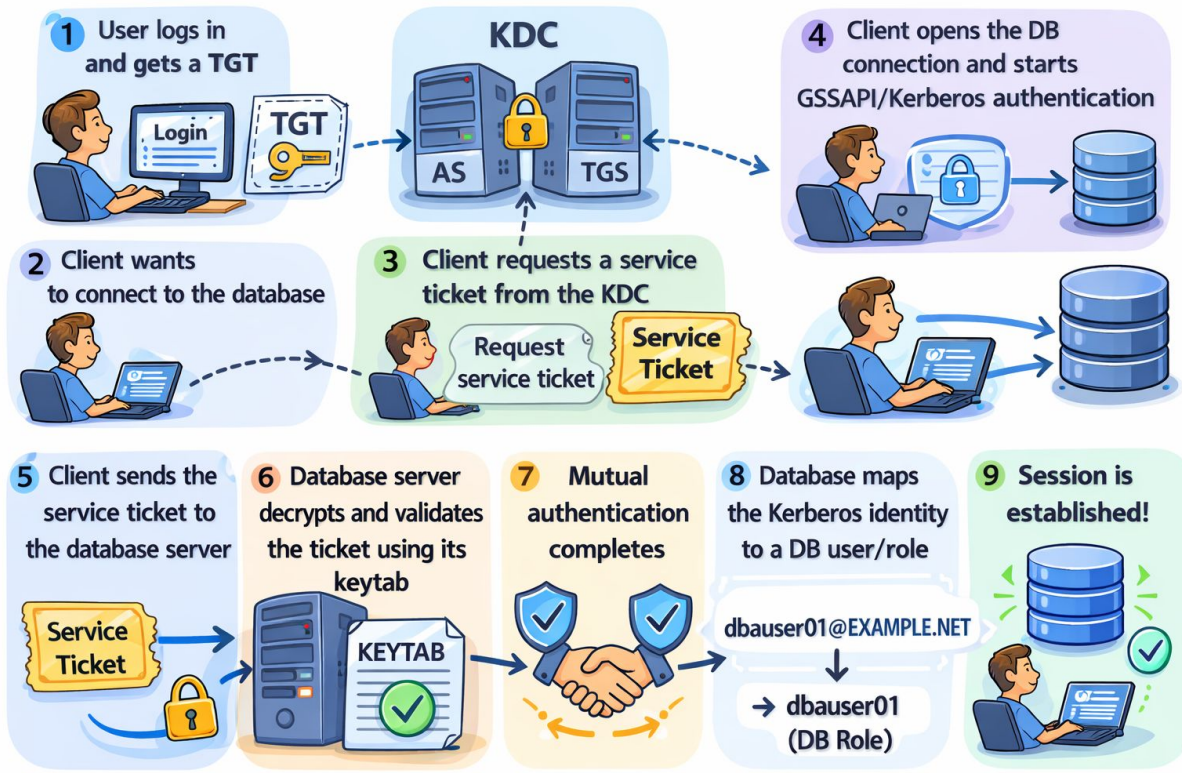 1 User logs in
and gets a TGT
Login
TGT
KDC
AS
TGS
4 Client opens the DB
connection and starts
GSSAPI/Kerberos authentication
2 Client wants
to connect to the database
3 Client requests a service
ticket from the KDC
Request
service ticket
Service
Ticket
5 Client sends the
service ticket to
the database server
Service
Ticket
6 Database server
decrypts and validates
the ticket using its
keytab
KEYTAB
7 Mutual
authentication
completes
8 Database maps
the Kerberos identity
to a DB user/role
dbauser01@EXAMPLE.NET
dbauser01
(DB Role)
9 Session is
established!